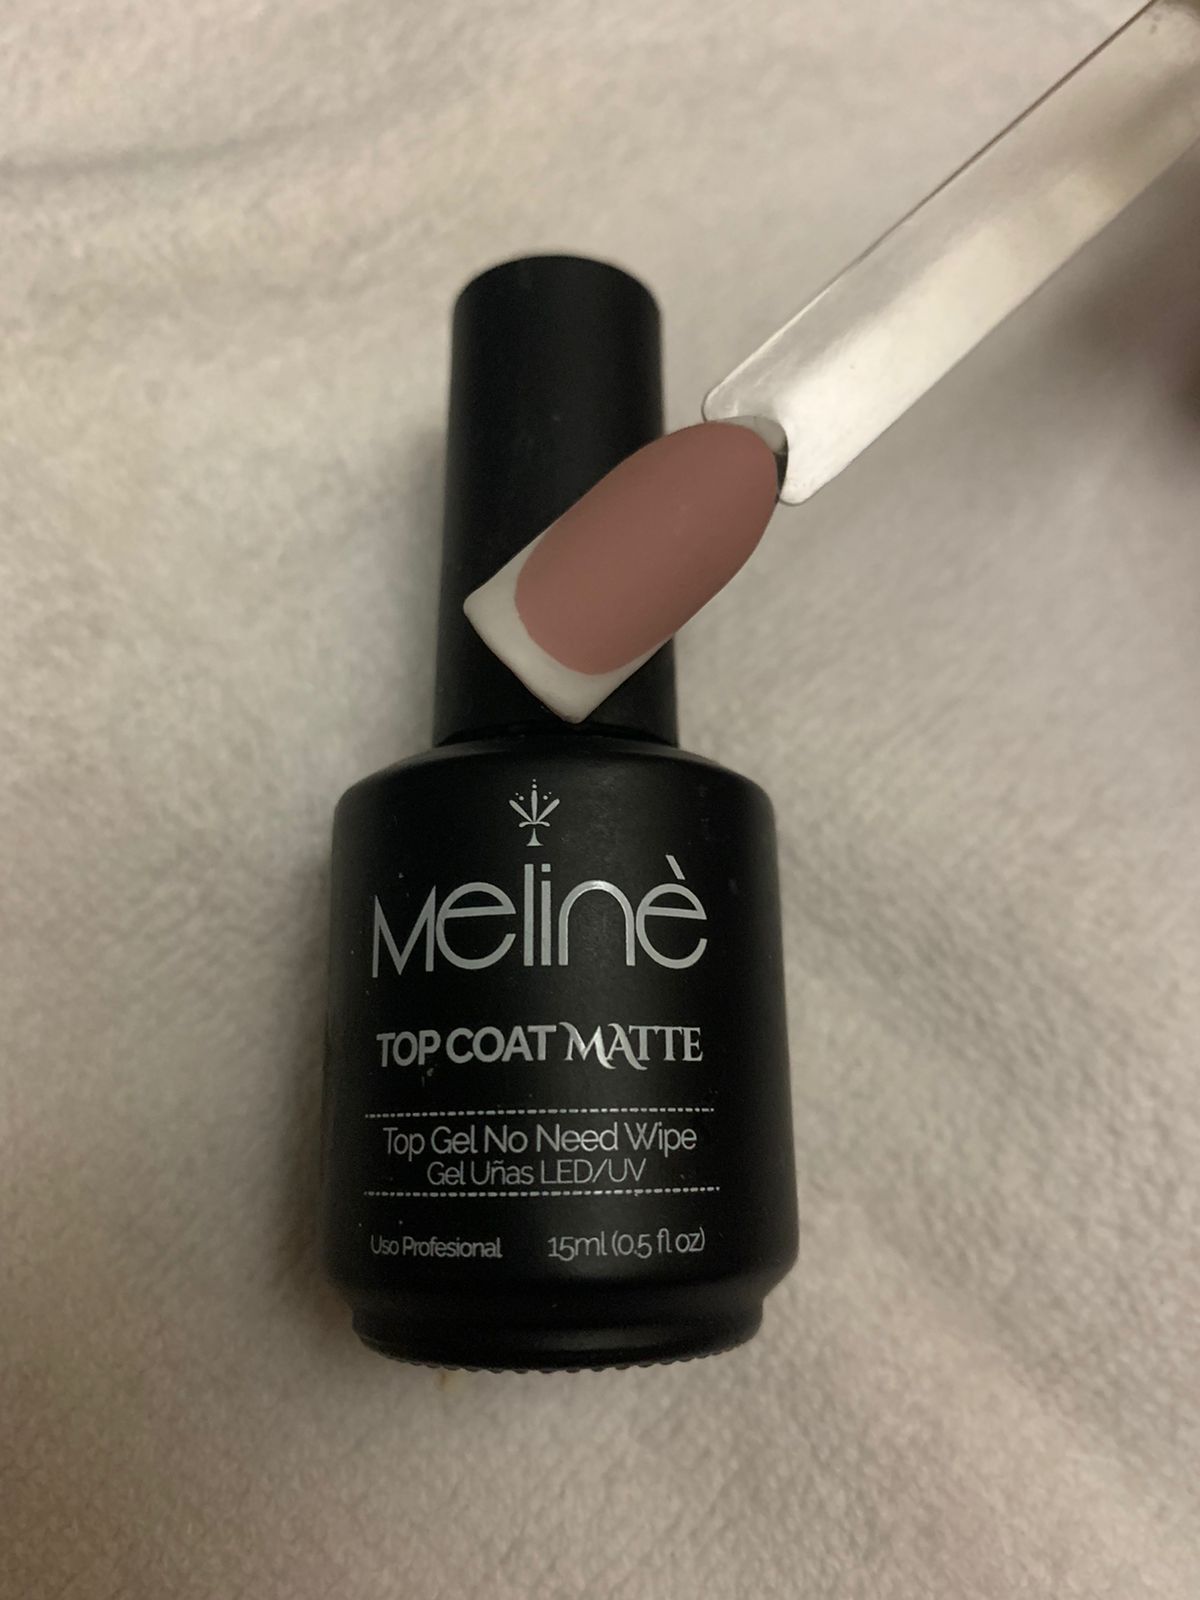 Melinè
TOP COAT MATTE
Top Gel No Need Wipe
Gel Uñas LED/UV
Uso Profesional 15ml (0.5 fl oz)